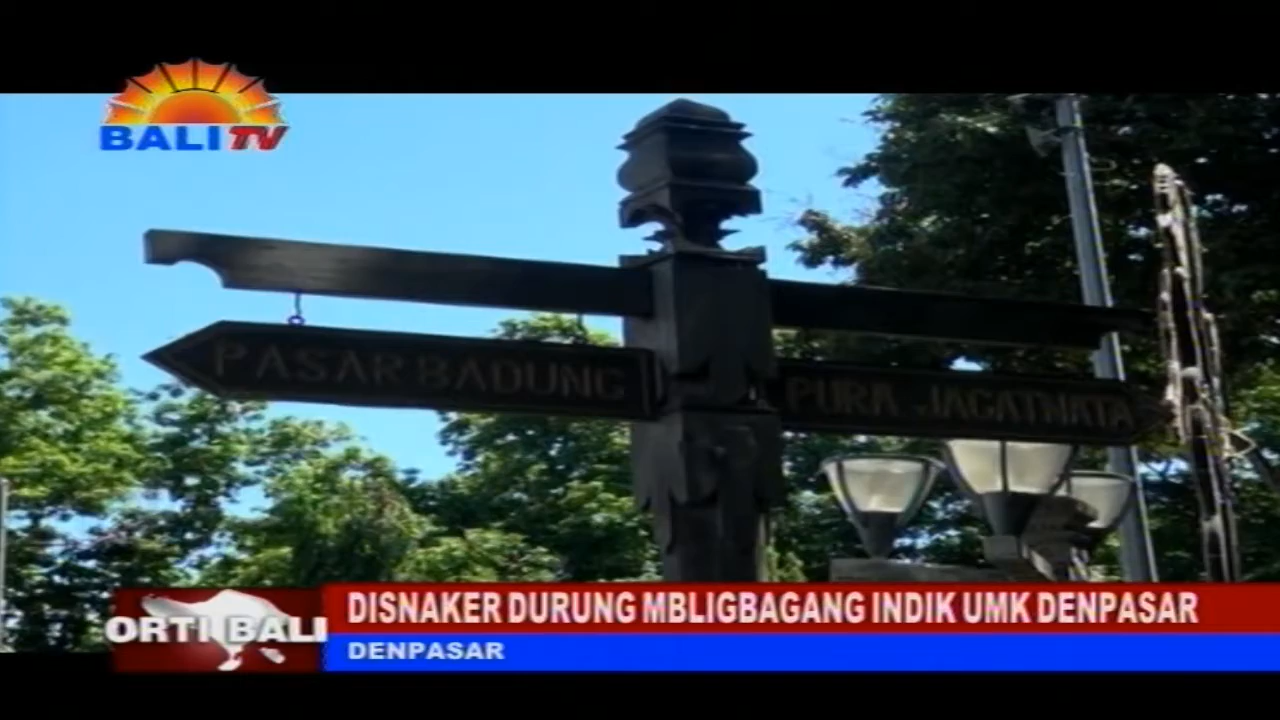 BALI TV
PASAR BADUNG
PURA JAGATNATA
ORTI BALI
DISNAKER DURUNG MBLIGBAGANG INDIK UMK DENPASAR
DENPASAR